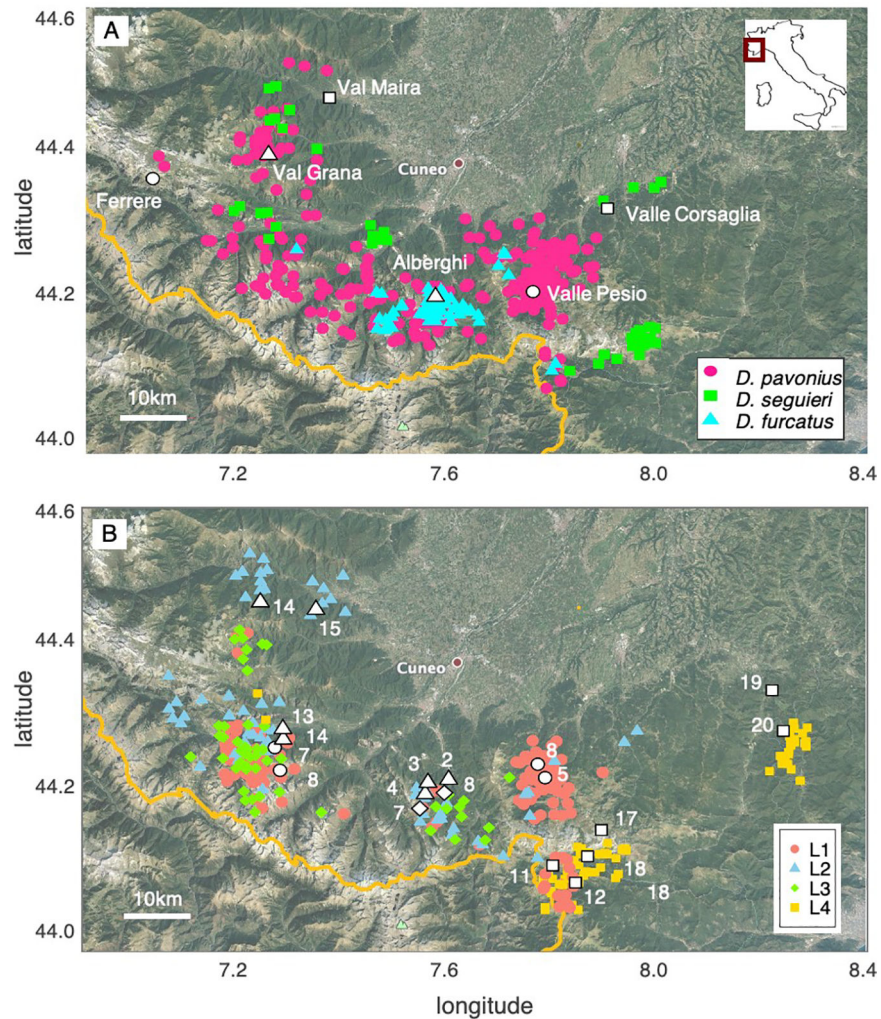 A
44.6
44.4
44.2
44.0
latitude
Val Maira
Val Grana
Cuneo
Ferrere
Valle Corsaglia
Alberghi
Valle Pesio
10km
D. pavonius
D. seguieri
D. furcatus
7.2
7.6
8.0
8.4
B
44.6
44.4
44.2
44.0
latitude
14
15
Cuneo
19
20
13
14
7
8
3
2
4
8
7
8
5
17
18
18
11
12
10km
L1
L2
L3
L4
7.2
7.6
8.0
8.4
longitude